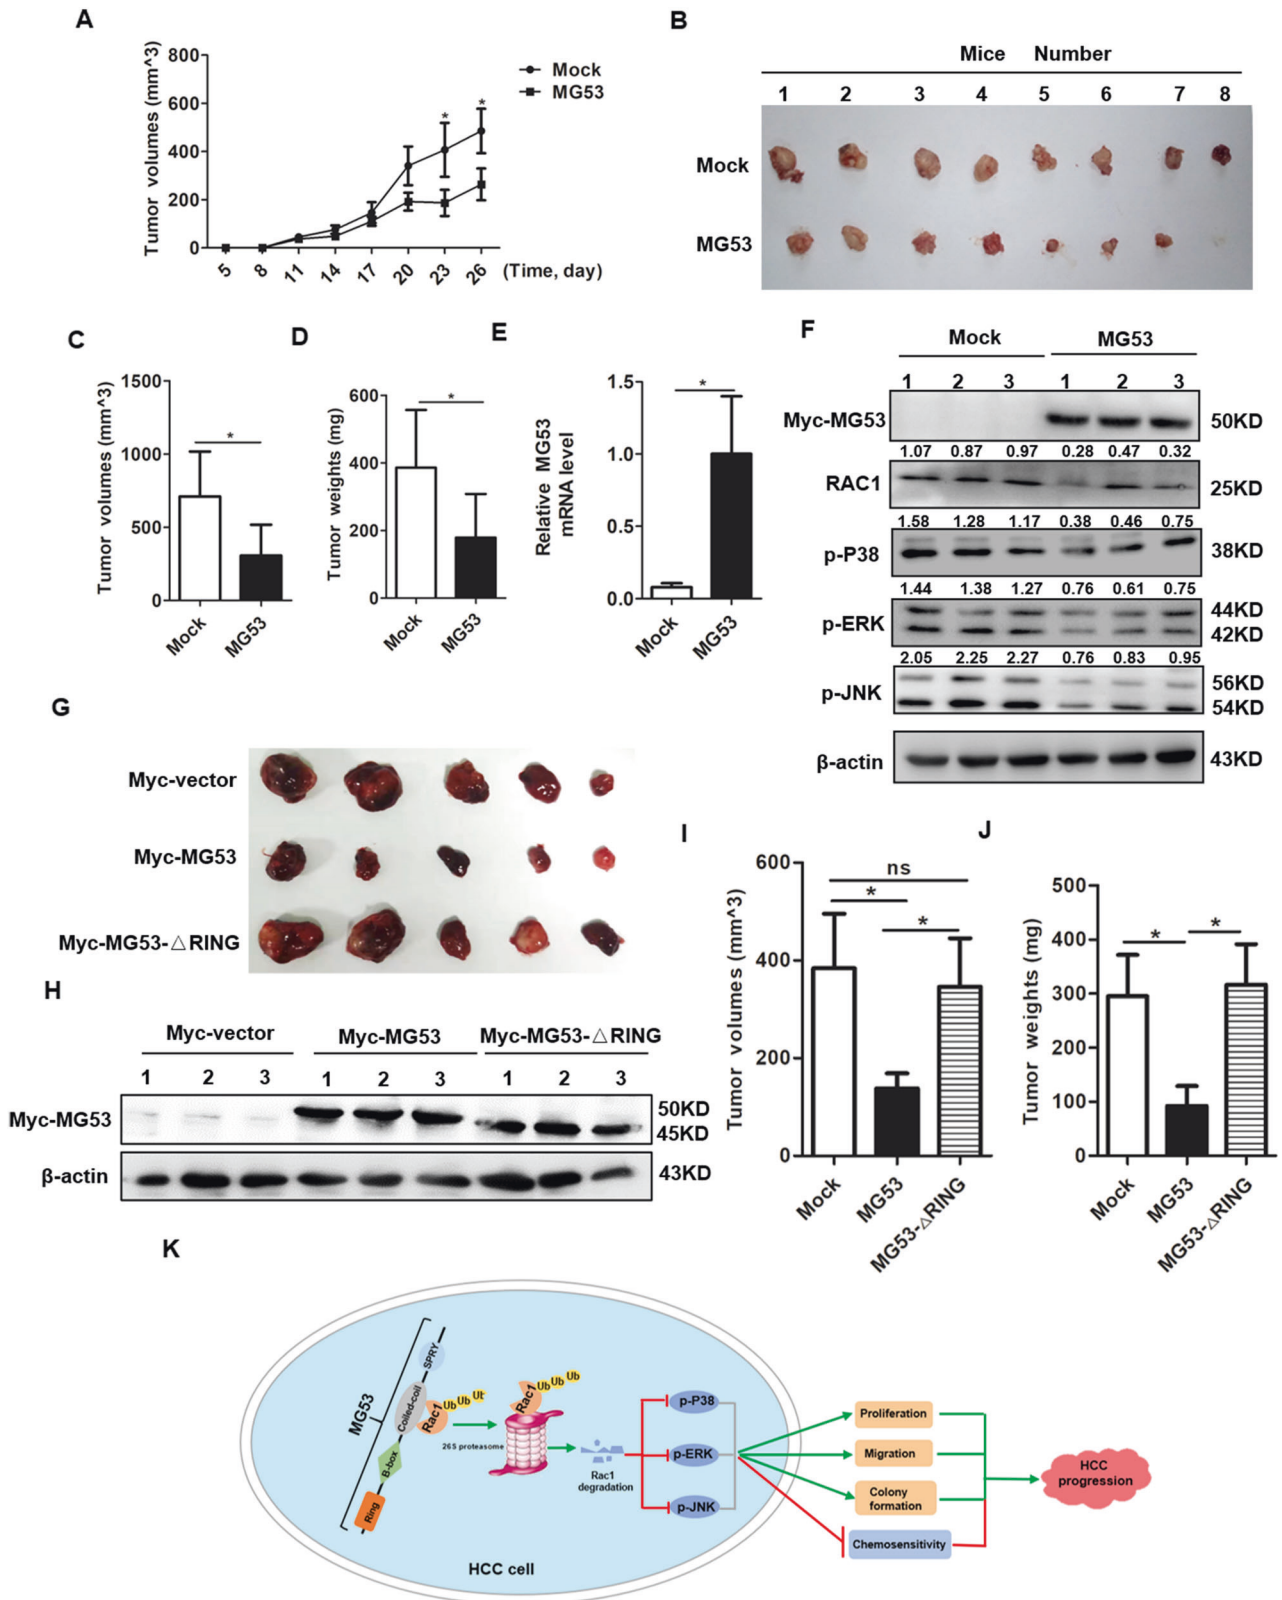 A
Tumor volumes (mm^3)
800
600
400
200
0
5 8 11 14 17 20 23 26 (Time, day)
Mock
MG53
* *
B
Mice Number
1 2 3 4 5 6 7 8
Mock
MG53
C
Tumor volumes (mm^3)
1500
1000
500
0
*
Mock MG53
D
Tumor weights (mg)
600
400
200
0
*
Mock MG53
E
Relative MG53
mRNA level
1.5
1.0
0.5
0.0
*
Mock MG53
F
Mock MG53
1 2 3 1 2 3
Myc-MG53 50KD
1.07 0.87 0.97 0.28 0.47 0.32
RAC1 25KD
1.58 1.28 1.17 0.38 0.46 0.75
p-P38 38KD
1.44 1.38 1.27 0.76 0.61 0.75
p-ERK 44KD
42KD
2.05 2.25 2.27 0.76 0.83 0.95
p-JNK 56KD
54KD
β-actin 43KD
G
Myc-vector
Myc-MG53
Myc-MG53-△RING
H
Myc-vector Myc-MG53 Myc-MG53-△RING
1 2 3 1 2 3 1 2 3
Myc-MG53 50KD
45KD
β-actin 43KD
I
Tumor volumes (mm^3)
600
400
200
0
ns
* *
Mock MG53 MG53-△RING
J
Tumor weights (mg)
500
400
300
200
100
0
* *
Mock MG53 MG53-△RING
K
MG53
SPRY
Coiled-coil
B-box
Ring
Rac1 Ub Ub Ut
26S proteasome
Rac1 Ub Ub Ub
Rac1
degradation
p-P38
p-ERK
p-JNK
HCC cell
Proliferation
Migration
Colony
formation
Chemosensitivity
HCC
progression